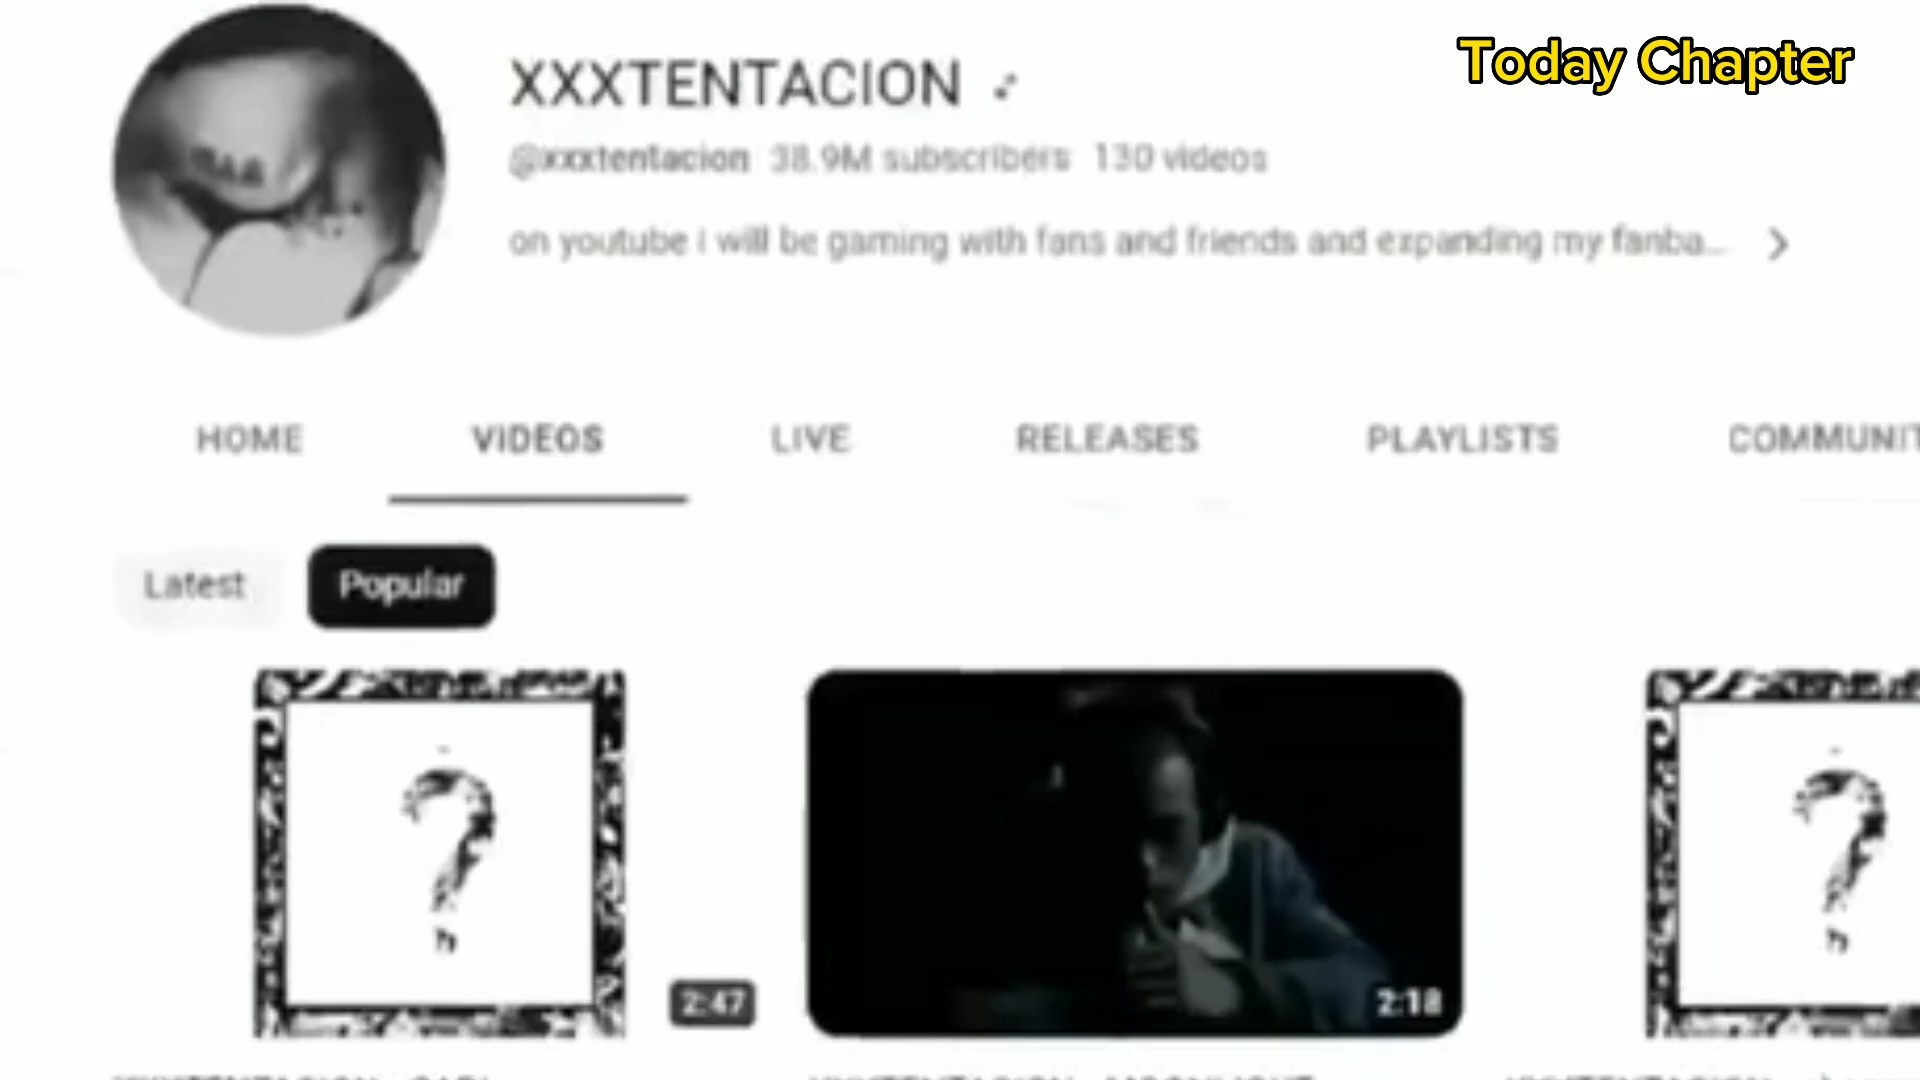 Today Chapter
XXXTENTACION
@xxxtentacion 38.9M subscribers 130 videos
on youtube i will be gaming with fans and friends and expanding my fanba...
HOME VIDEOS LIVE RELEASES PLAYLISTS COMMUNIT
Latest Popular
2:47 2:18